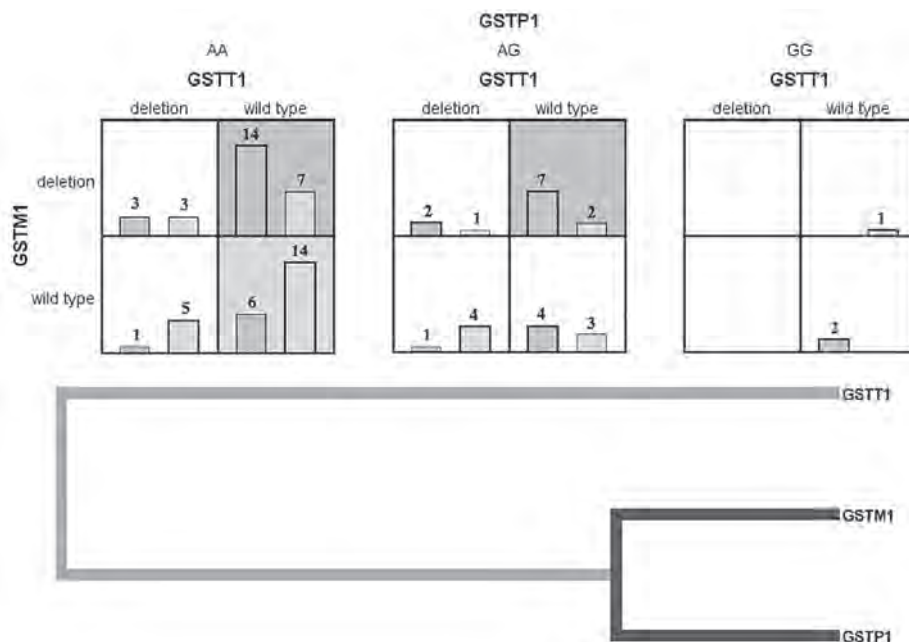 GSTP1
AA AG GG
GSTT1 GSTT1 GSTT1
deletion wild type deletion wild type deletion wild type
GSTM1
deletion
3 3 14 7 2 1 7 2 1
wild type
1 5 6 14 1 4 4 3 2
GSTT1
GSTM1
GSTP1